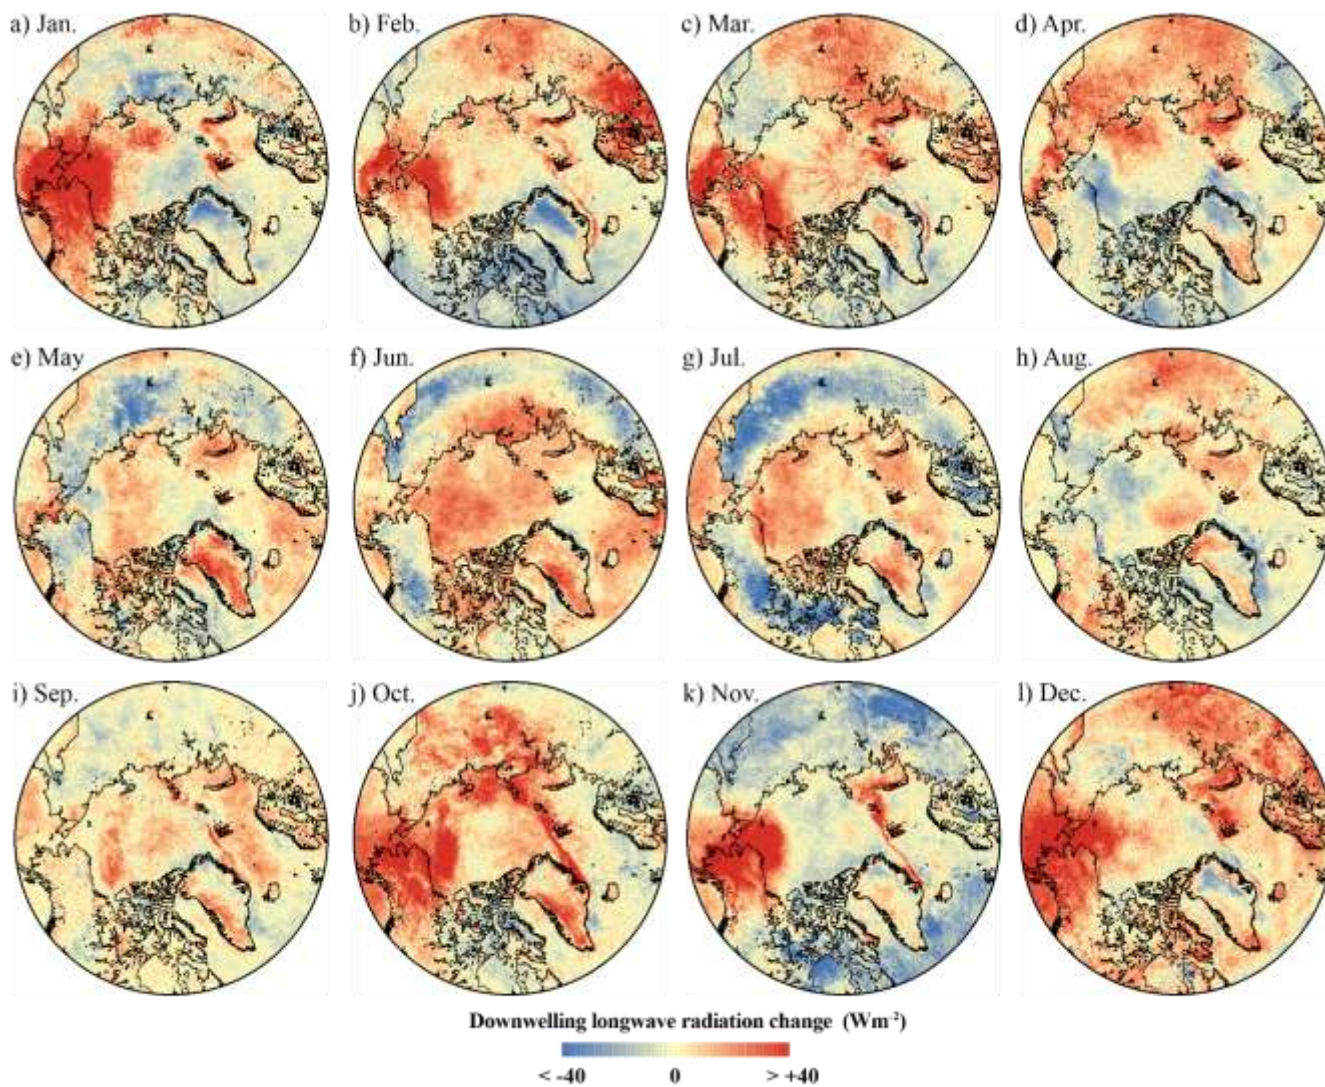 a) Jan.
b) Feb.
c) Mar.
d) Apr.
e) May
f) Jun.
g) Jul.
h) Aug.
i) Sep.
j) Oct.
k) Nov.
l) Dec.
Downwelling longwave radiation change (Wm⁻²)
< -40 0 > +40